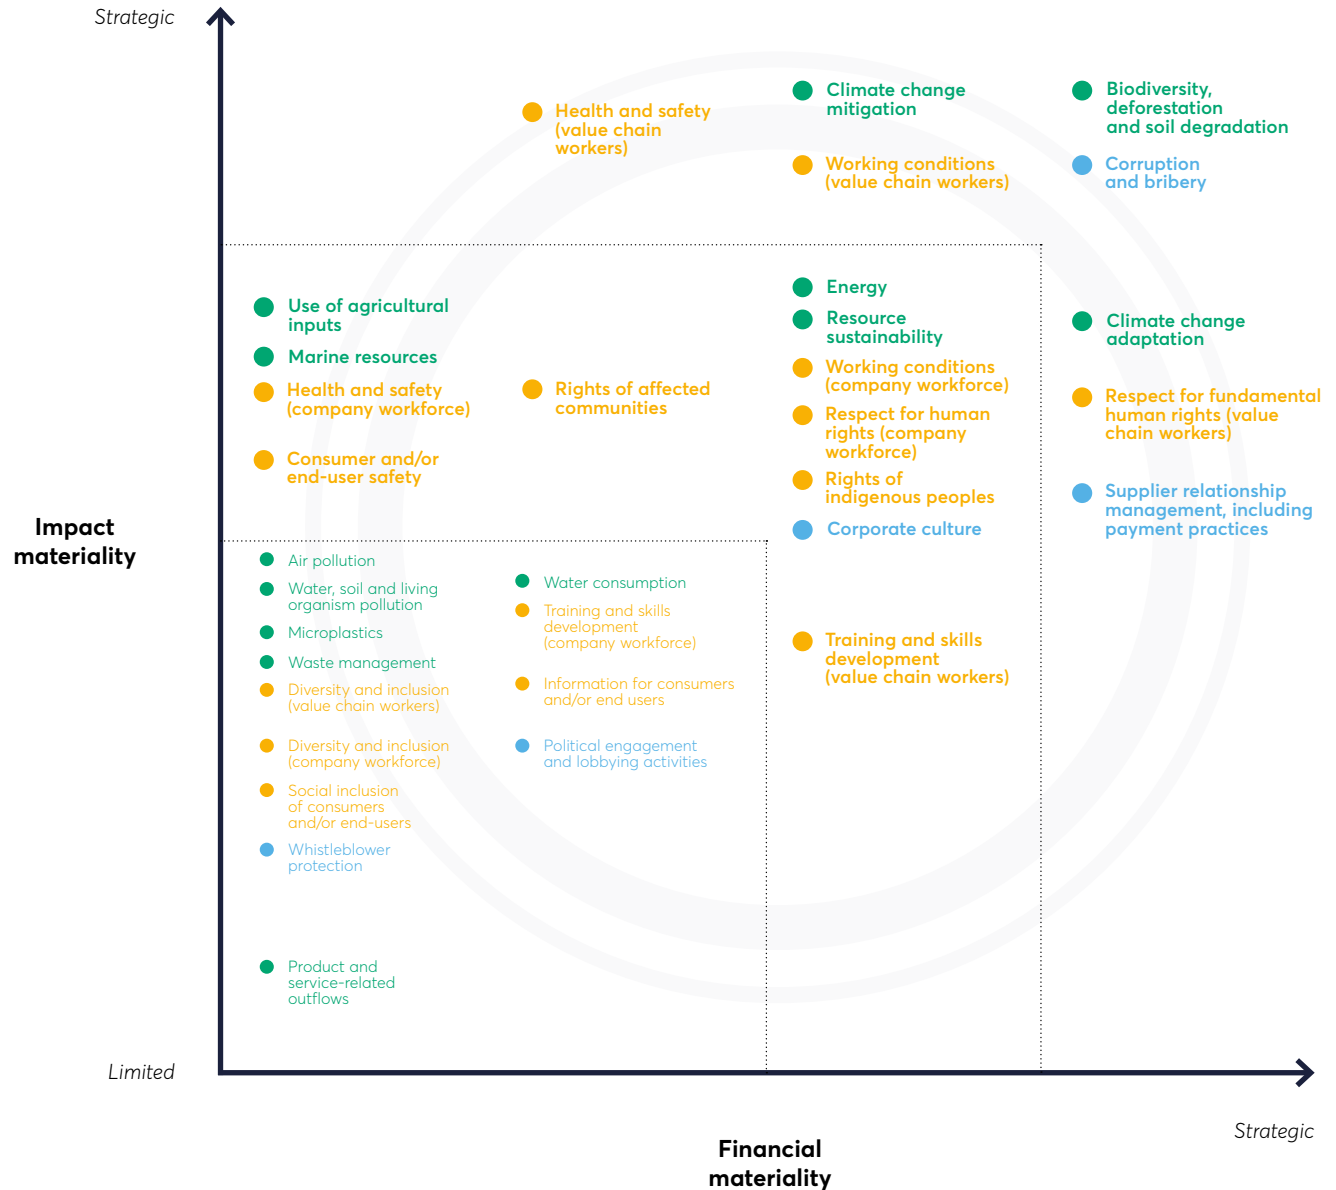 Strategic
Health and safety
(value chain
workers)
Climate change
mitigation
Working conditions
(value chain workers)
Biodiversity,
deforestation
and soil degradation
Corruption
and bribery
Use of agricultural
inputs
Marine resources
Health and safety
(company workforce)
Consumer and/or
end-user safety
Rights of affected
communities
Energy
Resource
sustainability
Working conditions
(company workforce)
Respect for human
rights (company
workforce)
Rights of
indigenous peoples
Corporate culture
Climate change
adaptation
Respect for fundamental
human rights (value
chain workers)
Supplier relationship
management, including
payment practices
Impact
materiality
Air pollution
Water, soil and living
organism pollution
Microplastics
Waste management
Diversity and inclusion
(value chain workers)
Diversity and inclusion
(company workforce)
Social inclusion
of consumers
and/or end-users
Whistleblower
protection
Product and
service-related
outflows
Water consumption
Training and skills
development
(company workforce)
Information for consumers
and/or end users
Political engagement
and lobbying activities
Training and skills
development
(value chain workers)
Limited
Strategic
Financial
materiality